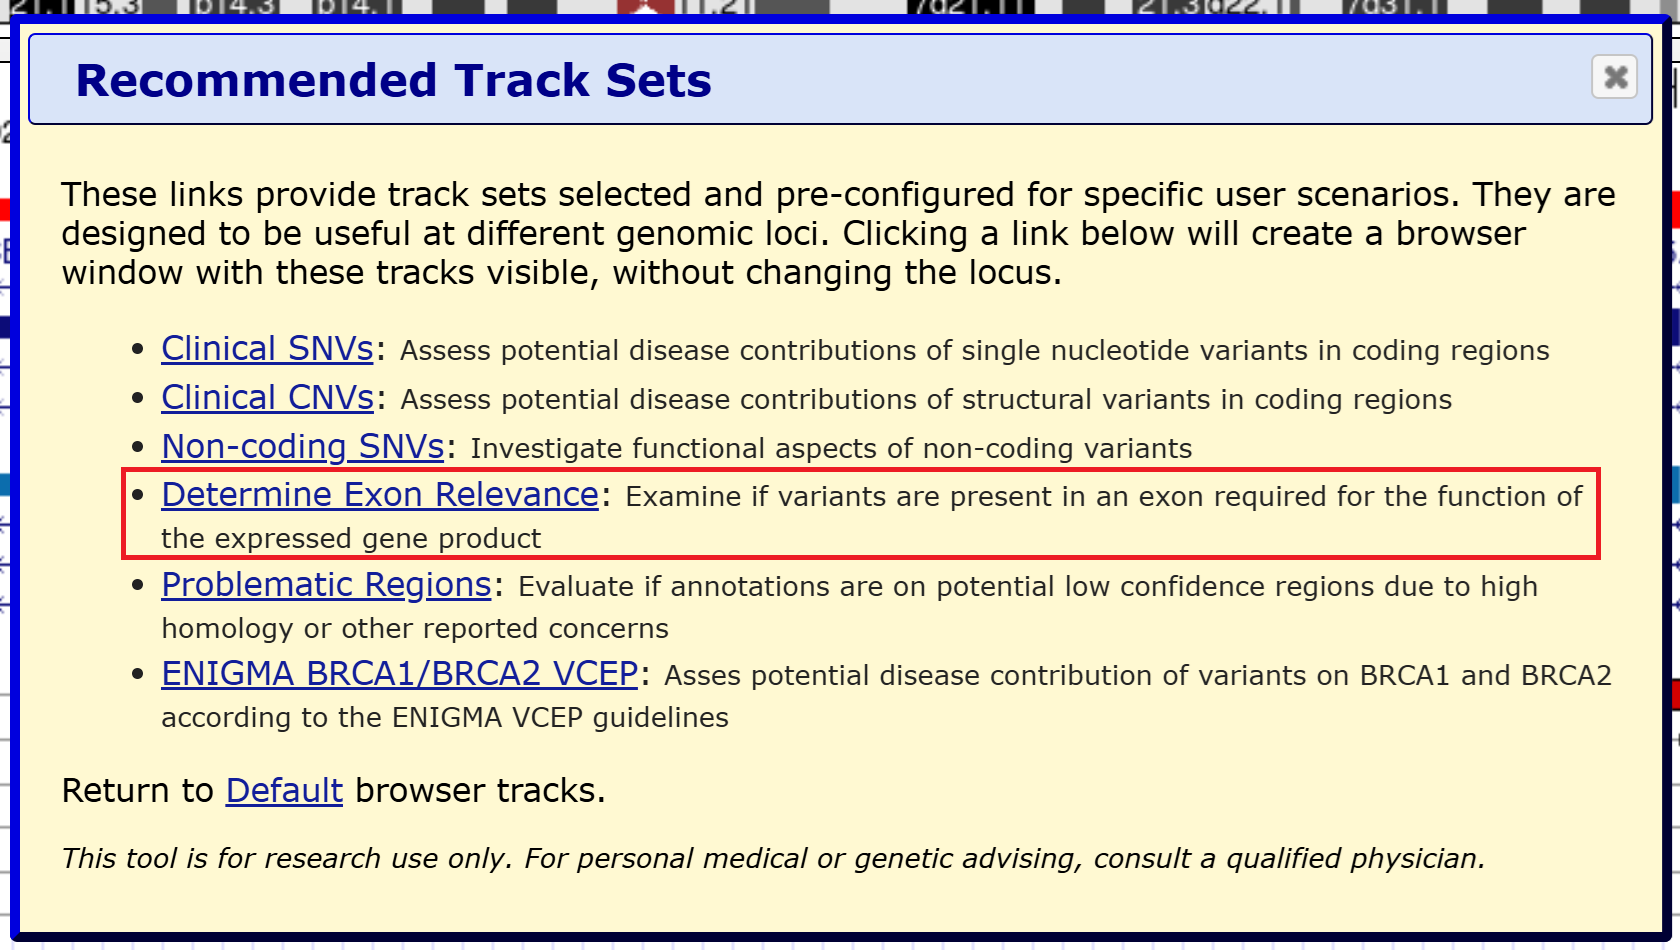 Recommended Track Sets
These links provide track sets selected and pre-configured for specific user scenarios. They are
designed to be useful at different genomic loci. Clicking a link below will create a browser
window with these tracks visible, without changing the locus.
• Clinical SNVs: Assess potential disease contributions of single nucleotide variants in coding regions
• Clinical CNVs: Assess potential disease contributions of structural variants in coding regions
• Non-coding SNVs: Investigate functional aspects of non-coding variants
• Determine Exon Relevance: Examine if variants are present in an exon required for the function of
the expressed gene product
• Problematic Regions: Evaluate if annotations are on potential low confidence regions due to high
homology or other reported concerns
• ENIGMA BRCA1/BRCA2 VCEP: Asses potential disease contribution of variants on BRCA1 and BRCA2
according to the ENIGMA VCEP guidelines
Return to Default browser tracks.
This tool is for research use only. For personal medical or genetic advising, consult a qualified physician.